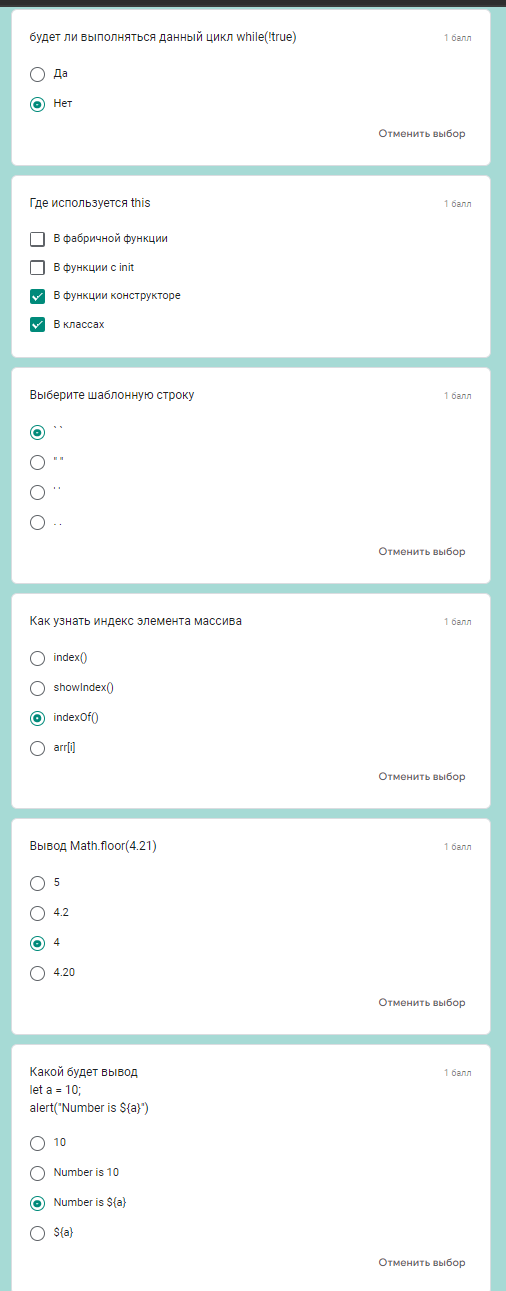 будет ли выполняться данный цикл while(!true)
1 балл
Да
Нет
Отменить выбор
Где используется this
1 балл
В фабричной функции
В функции с init
В функции конструкторе
В классах
Выберите шаблонную строку
1 балл
` `
" "
' '
. .
Отменить выбор
Как узнать индекс элемента массива
1 балл
index()
showIndex()
indexOf()
arr[i]
Отменить выбор
Вывод Math.floor(4.21)
1 балл
5
4.2
4
4.20
Отменить выбор
Какой будет вывод
1 балл
let a = 10;
alert("Number is ${a}")
10
Number is 10
Number is ${a}
${a}
Отменить выбор